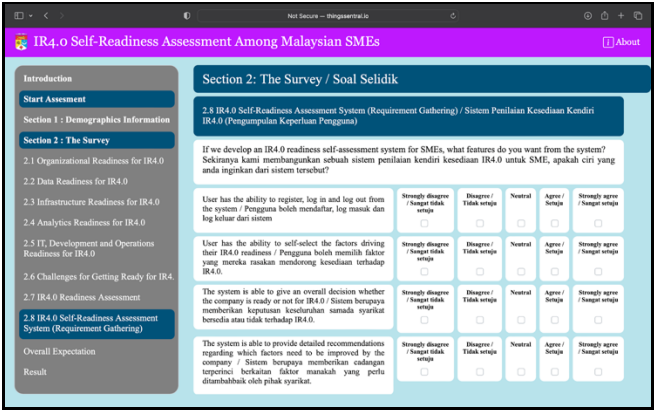 Not Secure — thingssentral.io
IR4.0 Self-Readiness Assessment Among Malaysian SMEs
About
Introduction
Start Assesment
Section 1 : Demographics Information
Section 2 : The Survey
2.1 Organizational Readiness for IR4.0
2.2 Data Readiness for IR4.0
2.3 Infrastructure Readiness for IR4.0
2.4 Analytics Readiness for IR4.0
2.5 IT, Development and Operations
Readiness for IR4.0
2.6 Challenges for Getting Ready for IR4.
2.7 IR4.0 Readiness Assessment
2.8 IR4.0 Self-Readiness Assessment
System (Requirement Gathering)
Overall Expectation
Result
Section 2: The Survey / Soal Selidik
2.8 IR4.0 Self-Readiness Assessment System (Requirement Gathering) / Sistem Penilaian Kesediaan Kendiri
IR4.0 (Pengumpulan Keperluan Pengguna)
If we develop an IR4.0 readiness self-assessment system for SMEs, what features do you want from the system?
Sekiranya kami membangunkan sebuah sistem penilaian kendiri kesediaan IR4.0 untuk SME, apakah ciri yang
anda inginkan dari sistem tersebut?
User has the ability to register, log in and log out from
the system / Pengguna boleh mendaftar, log masuk dan
log keluar dari sistem
Strongly disagree
/ Sangat tidak
setuju
Disagree /
Tidak setuju
Neutral
Agree /
Setuju
Strongly agree
/ Sangat setuju
User has the ability to self-select the factors driving
their IR4.0 readiness / Pengguna boleh memilih faktor
yang mereka rasakan mendorong kesediaan terhadap
IR4.0.
Strongly disagree
/ Sangat tidak
setuju
Disagree /
Tidak setuju
Neutral
Agree /
Setuju
Strongly agree
/ Sangat setuju
The system is able to give an overall decision whether
the company is ready or not for IR4.0 / Sistem berupaya
memberikan keputusan keseluruhan samada syarikat
bersedia atau tidak terhadap IR4.0.
Strongly disagree
/ Sangat tidak
setuju
Disagree /
Tidak setuju
Neutral
Agree /
Setuju
Strongly agree
/ Sangat setuju
The system is able to provide detailed recommendations
regarding which factors need to be improved by the
company / Sistem berupaya memberikan cadangan
terperinci berkaitan faktor manakah yang perlu
ditambahbaik oleh pihak syarikat.
Strongly disagree
/ Sangat tidak
setuju
Disagree /
Tidak setuju
Neutral
Agree /
Setuju
Strongly agree
/ Sangat setuju